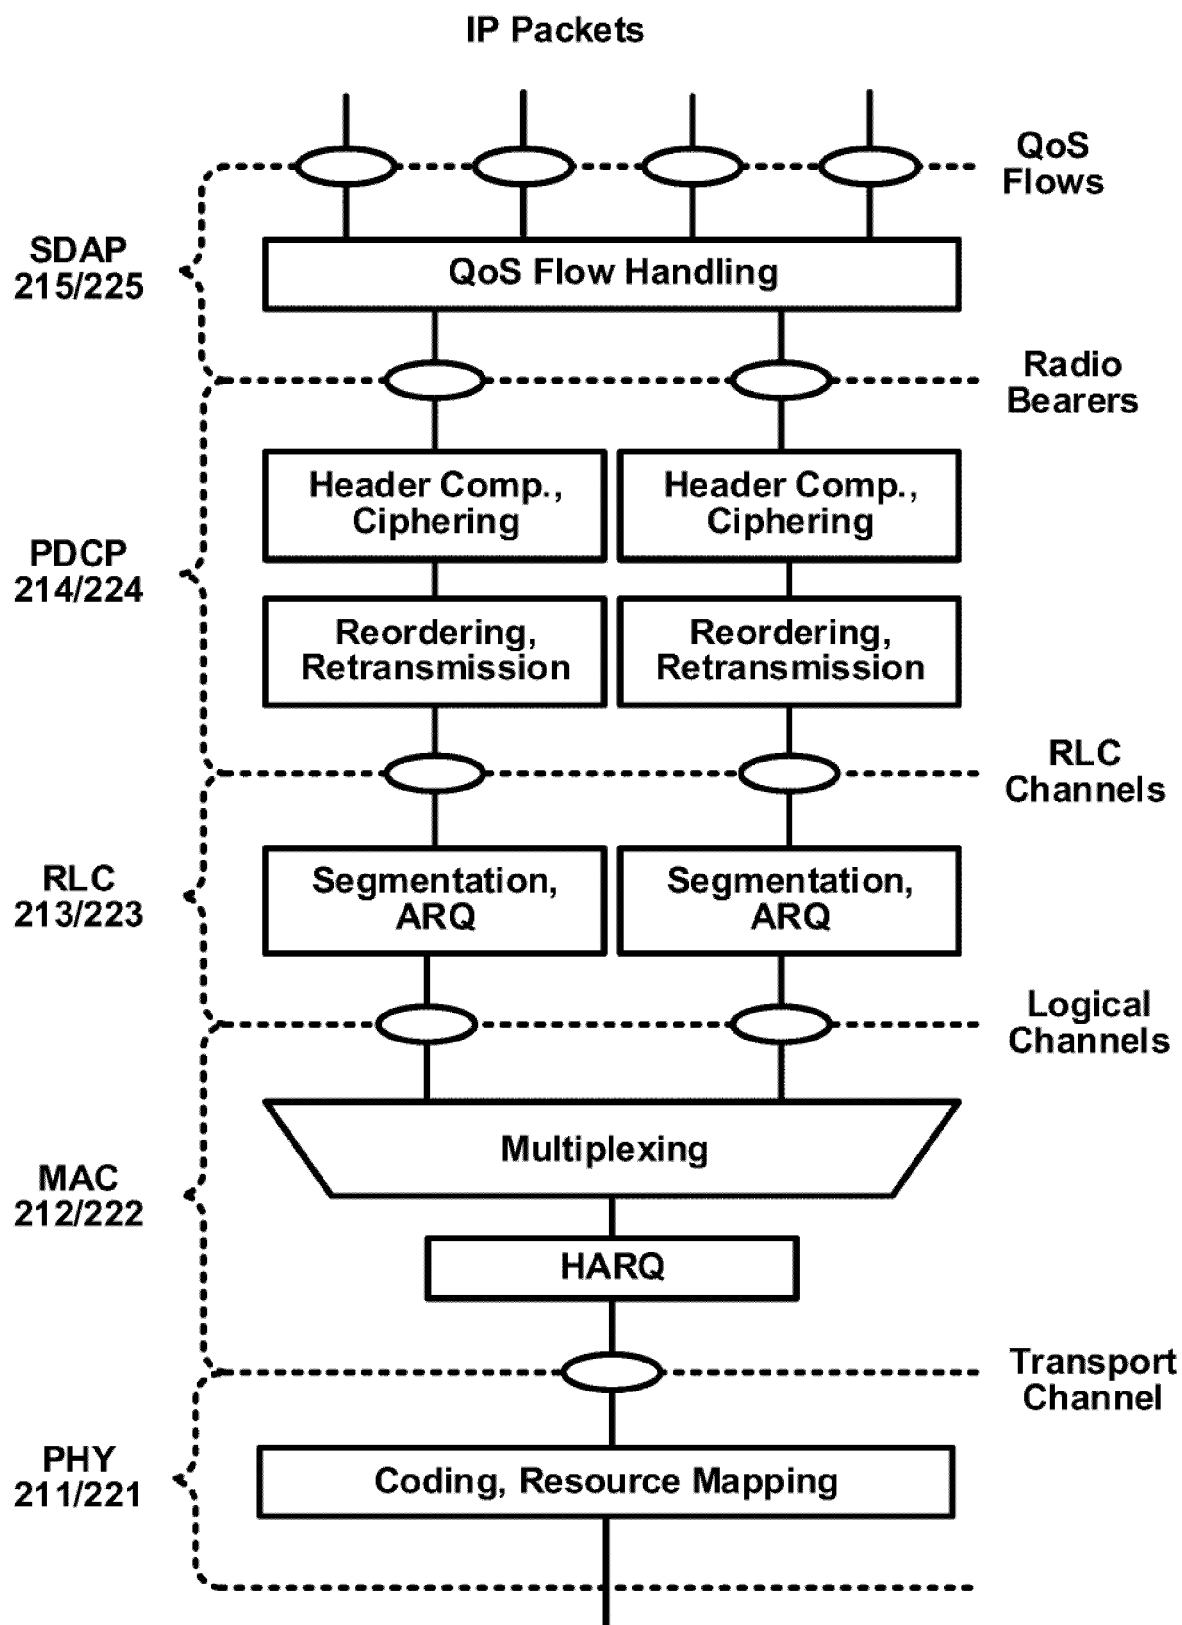 IP Packets
QoS
Flows
SDAP
215/225
QoS Flow Handling
Radio
Bearers
Header Comp.,
Ciphering
Header Comp.,
Ciphering
PDCP
214/224
Reordering,
Retransmission
Reordering,
Retransmission
RLC
Channels
RLC
213/223
Segmentation,
ARQ
Segmentation,
ARQ
Logical
Channels
Multiplexing
MAC
212/222
HARQ
Transport
Channel
PHY
211/221
Coding, Resource Mapping